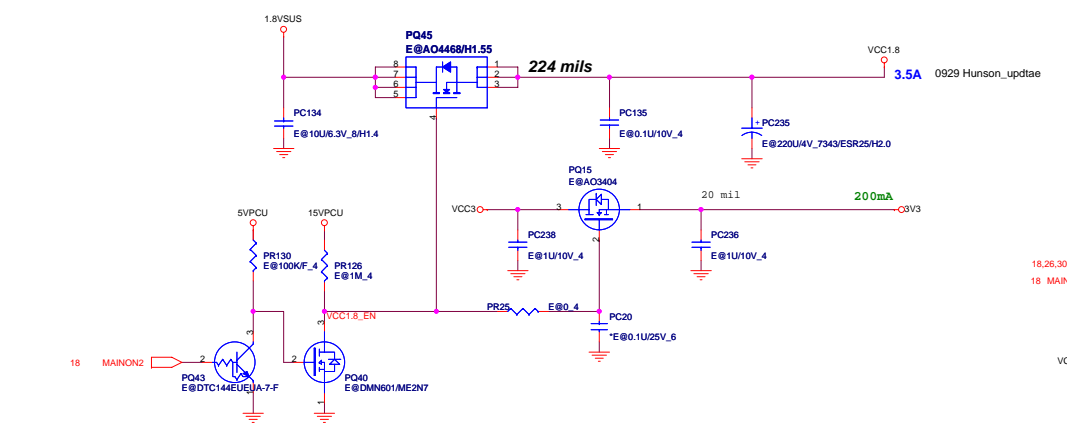 1.8VSUS
PQ45
E@AO4468/H1.55
8
7
6
5
1
2
3
4
224 mils
VCC1.8
3.5A
0929 Hunson_updtae
PC134
E@10U/6.3V_8/H1.4
PC135
E@0.1U/10V_4
+
PC235
E@220U/4V_7343/ESR25/H2.0
PQ15
E@AO3404
VCC3
3
1
2
20 mil
200mA
3V3
5VPCU
15VPCU
PC238
E@1U/10V_4
PC236
E@1U/10V_4
PR130
E@100K/F_4
PR126
E@1M_4
18,26,30
18 MAIN
PR25
E@0_4
VCC1.8_EN
PC20
*E@0.1U/25V_6
3
3
18
MAINON2
2
2
VC
PQ43
E@DTC144EUEUA-7-F
PQ40
E@DMN601/ME2N7
1
1